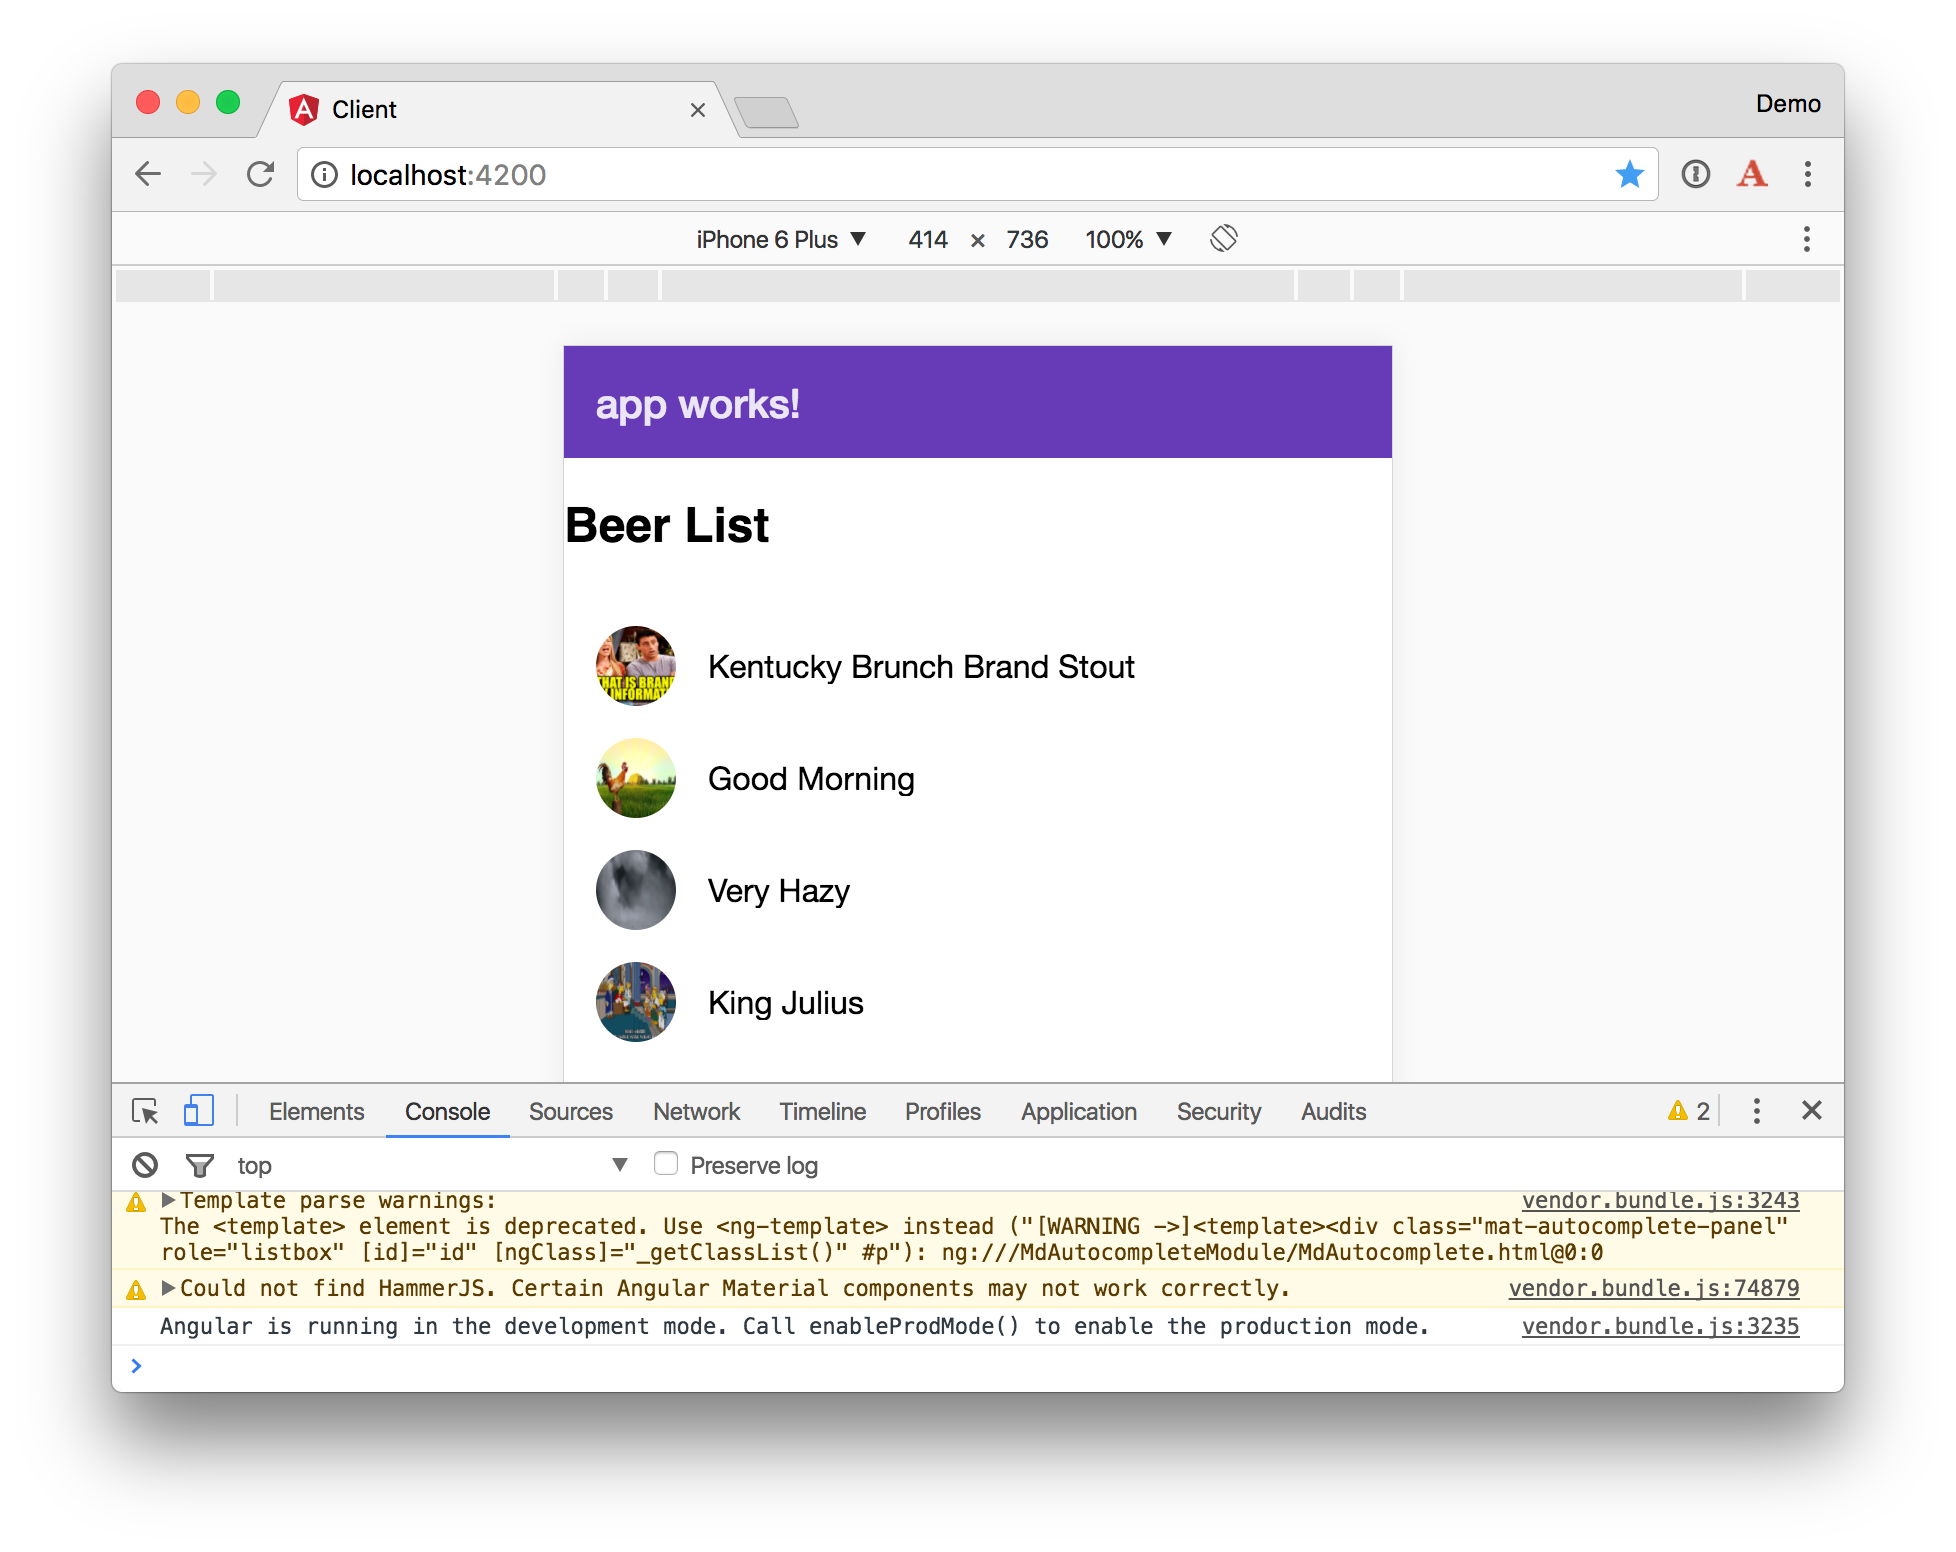 Client
Demo
localhost:4200
A
iPhone 6 Plus 414 × 736 100%
app works!
Beer List
HAT IS BRAN
INFORMAT
Kentucky Brunch Brand Stout
Good Morning
Very Hazy
King Julius
Elements Console Sources Network Timeline Profiles Application Security Audits 2
top Preserve log
Template parse warnings: vendor.bundle.js:3243
The <template> element is deprecated. Use <ng-template> instead ("[WARNING ->]<template><div class="mat-autocomplete-panel"
role="listbox" [id]="id" [ngClass]="_getClassList()" #p"): ng:///MdAutocompleteModule/MdAutocomplete.html@0:0
Could not find HammerJS. Certain Angular Material components may not work correctly. vendor.bundle.js:74879
Angular is running in the development mode. Call enableProdMode() to enable the production mode. vendor.bundle.js:3235